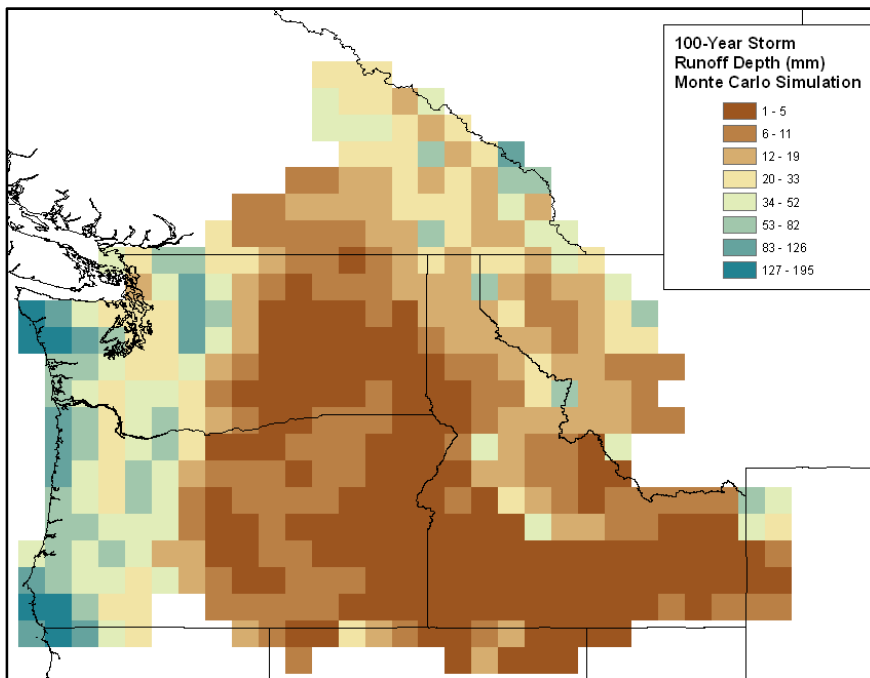 100-Year Storm
Runoff Depth (mm)
Monte Carlo Simulation
1 - 5
6 - 11
12 - 19
20 - 33
34 - 52
53 - 82
83 - 126
127 - 195